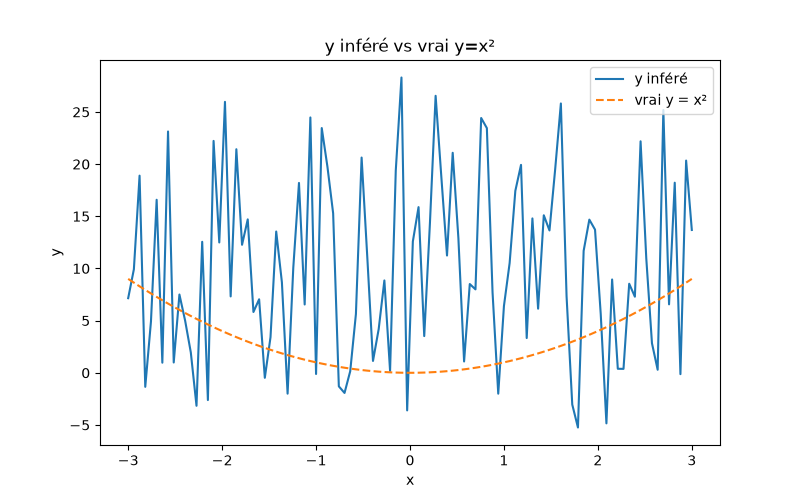 y inféré vs vrai y=x²
y inféré
vrai y = x²
25
20
15
10
5
0
−5
y
−3
−2
−1
0
1
2
3
x